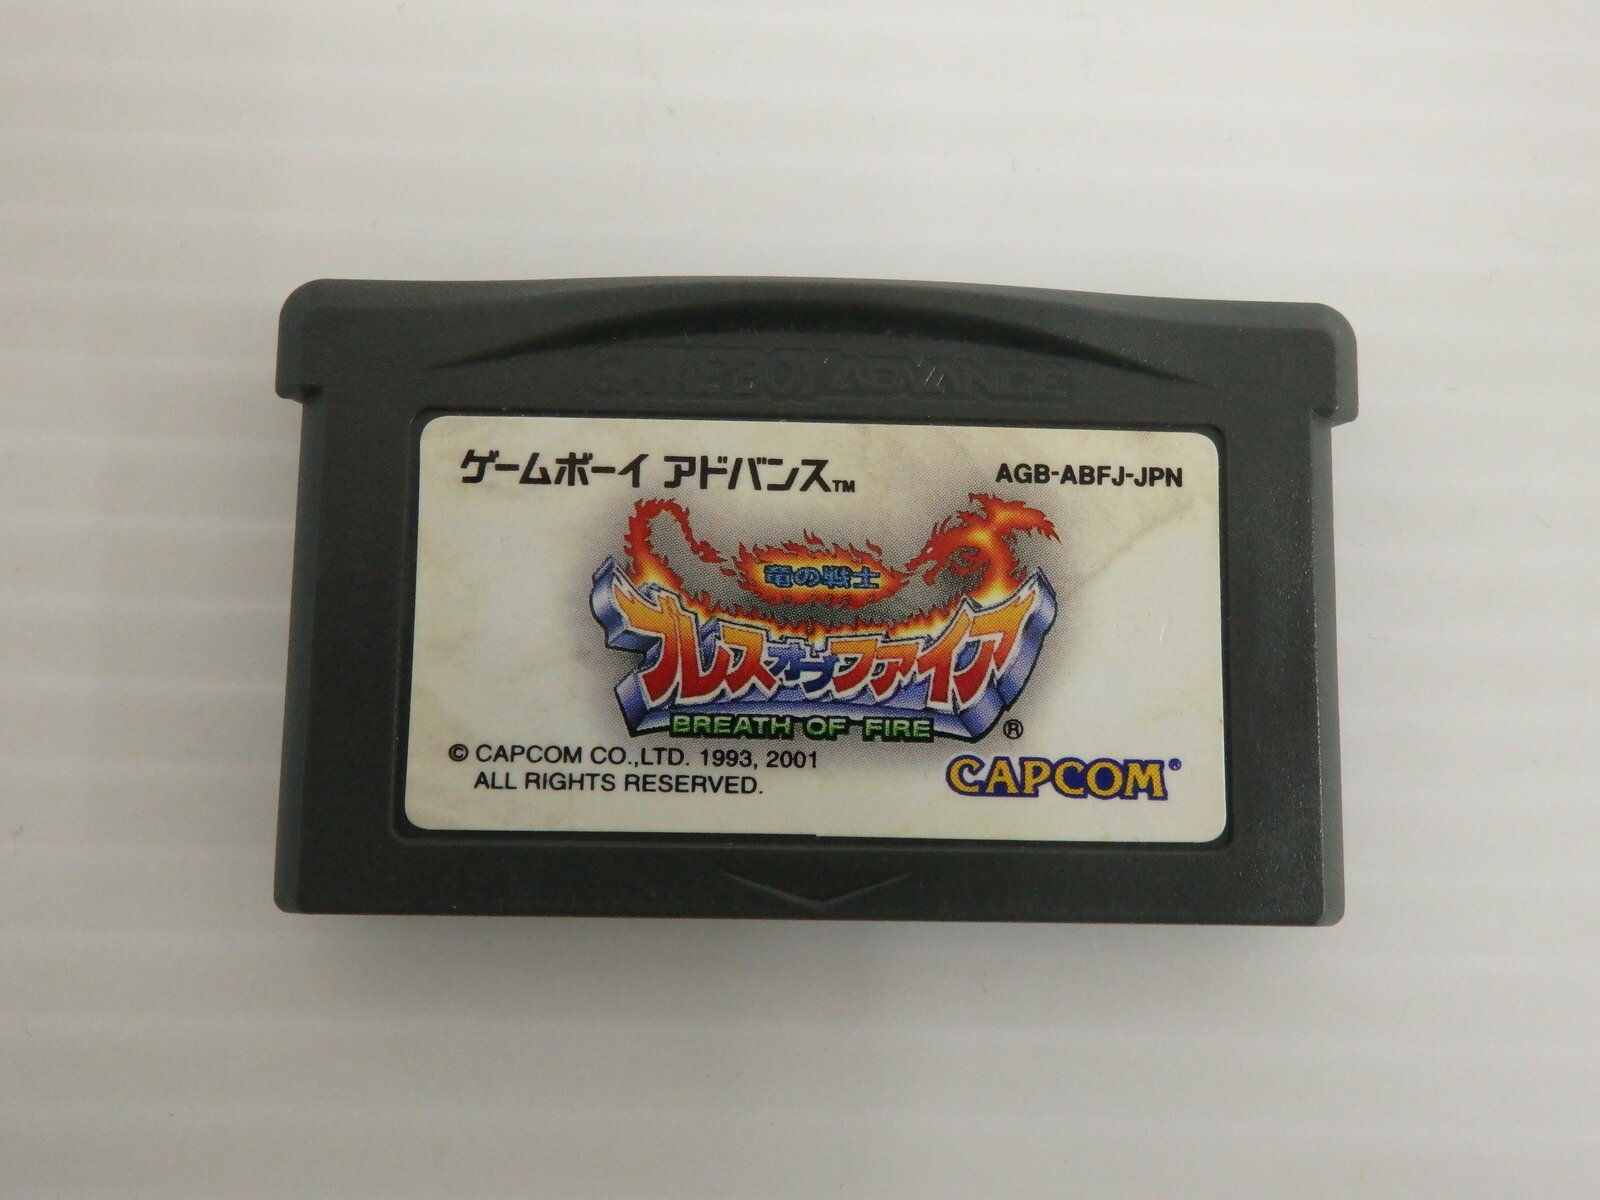 GAME BOY ADVANCE
ゲームボーイ アドバンス™
AGB-ABFJ-JPN
竜の戦士
ブレス オブ ファイア
BREATH OF FIRE ®
© CAPCOM CO.,LTD. 1993, 2001
ALL RIGHTS RESERVED.
CAPCOM®